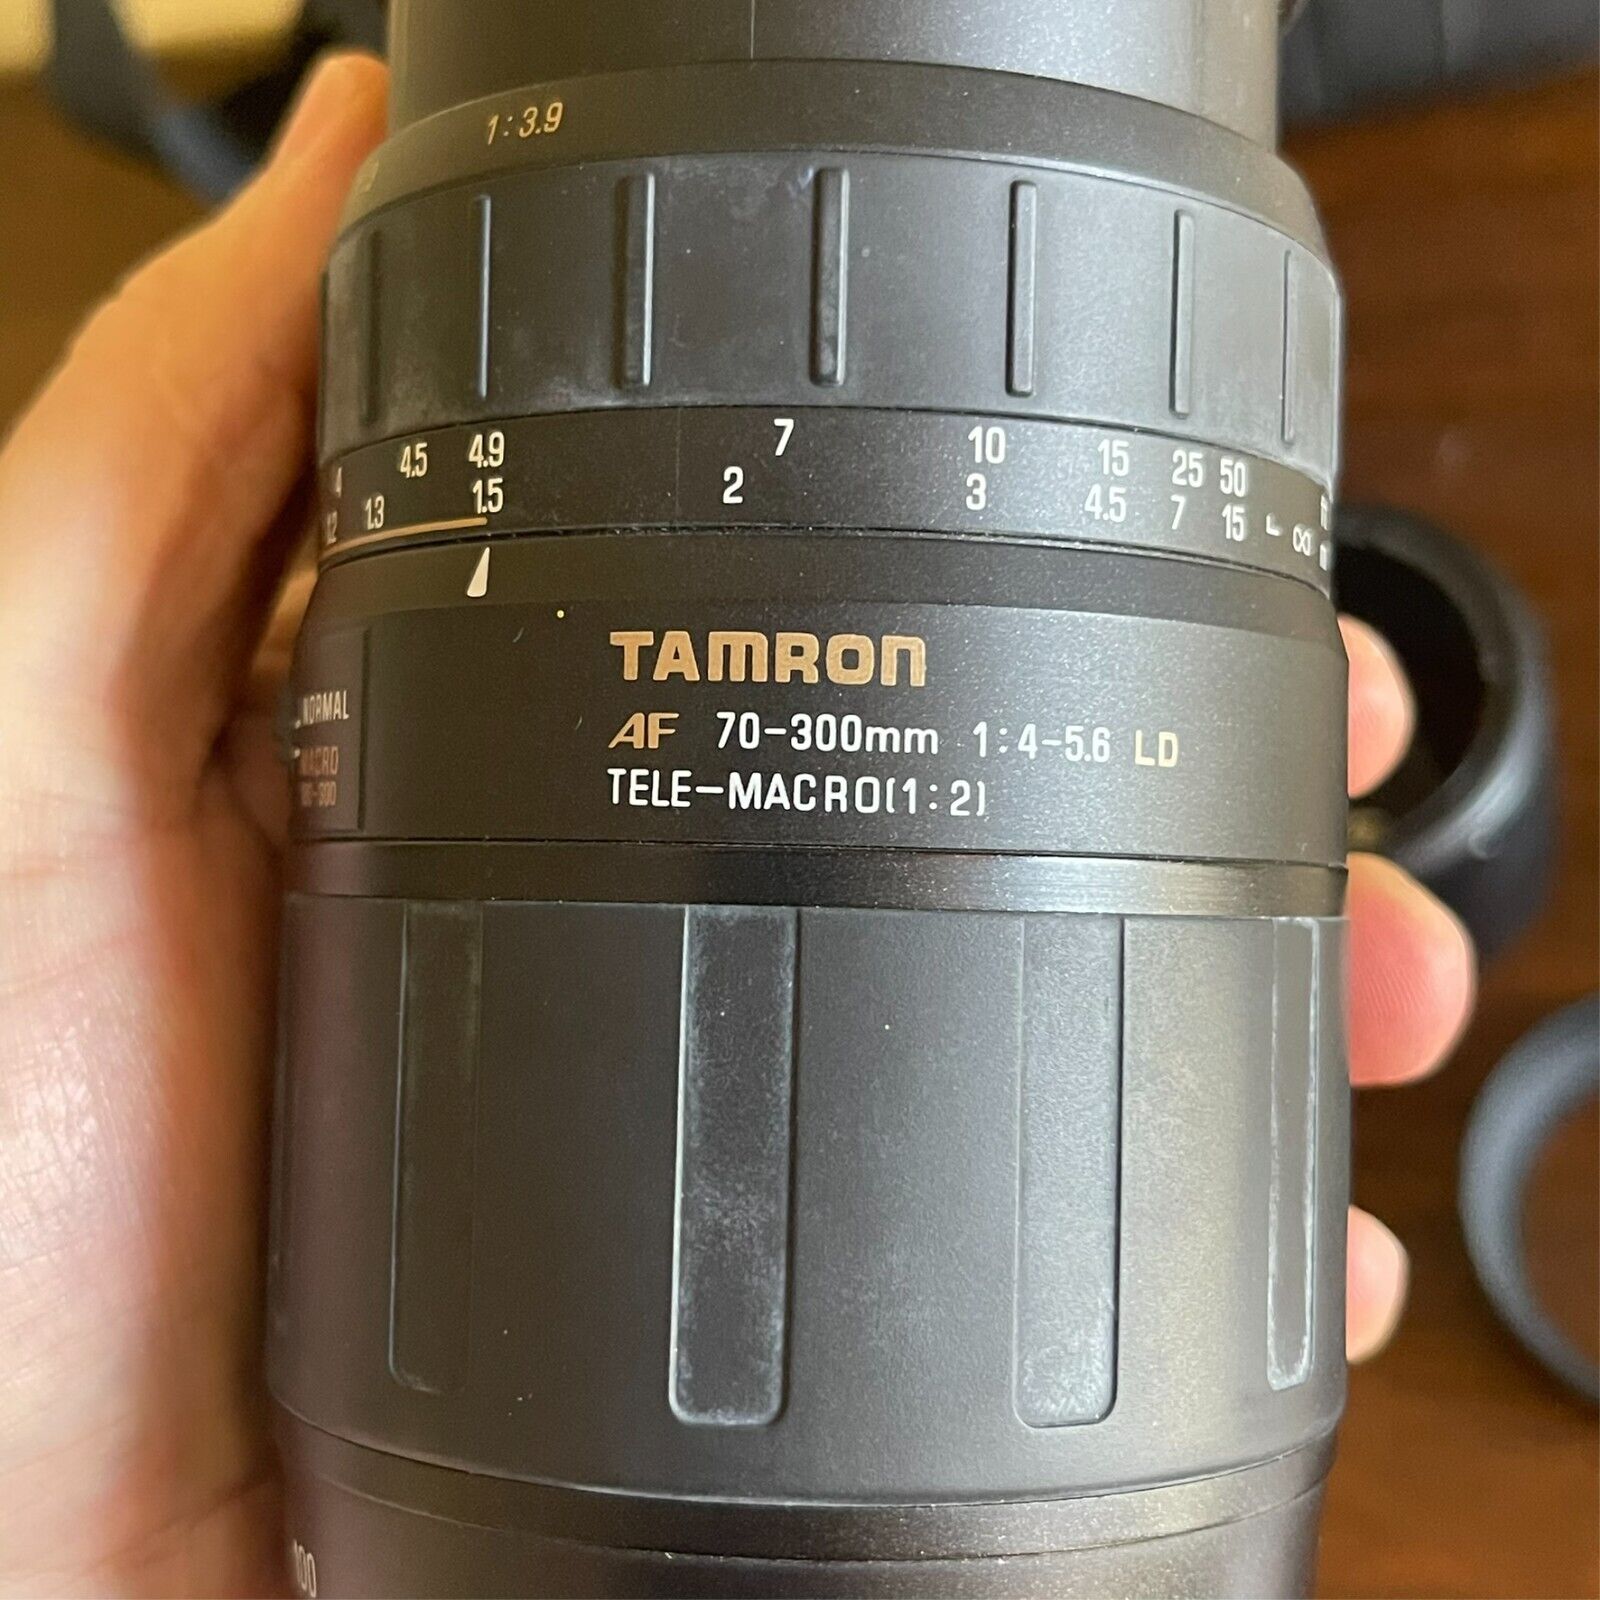 1:3.9
4 4.5 4.9 7 10 15 25 50 ft
1.2 1.3 1.5 2 3 4.5 7 15 ∞ m
TAMRON
NORMAL
AF 70-300mm 1:4-5.6 LD
MACRO
TELE-MACRO(1:2)
100